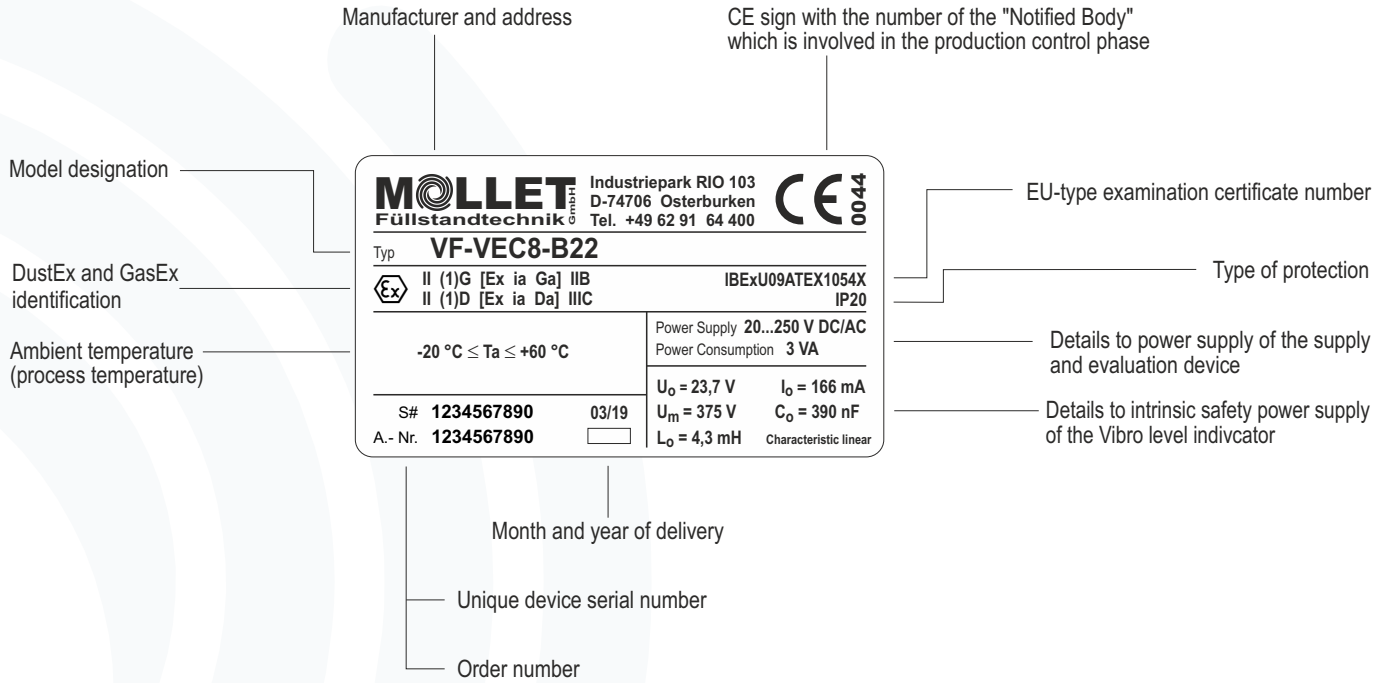 Manufacturer and address
CE sign with the number of the "Notified Body"
which is involved in the production control phase
Model designation
DustEx and GasEx
identification
Ambient temperature
(process temperature)
MOLLET GmbH
Füllstandtechnik
Industriepark RIO 103
D-74706 Osterburken
Tel. +49 62 91 64 400
CE 0044
Typ VF-VEC8-B22
Ex II (1)G [Ex ia Ga] IIB
II (1)D [Ex ia Da] IIIC
IBExU09ATEX1054X
IP20
-20 °C ≤ Ta ≤ +60 °C
Power Supply 20...250 V DC/AC
Power Consumption 3 VA
Uo = 23,7 V Io = 166 mA
Um = 375 V Co = 390 nF
Lo = 4,3 mH Characteristic linear
S# 1234567890 03/19
A.- Nr. 1234567890
EU-type examination certificate number
Type of protection
Details to power supply of the supply
and evaluation device
Details to intrinsic safety power supply
of the Vibro level indivcator
Month and year of delivery
Unique device serial number
Order number